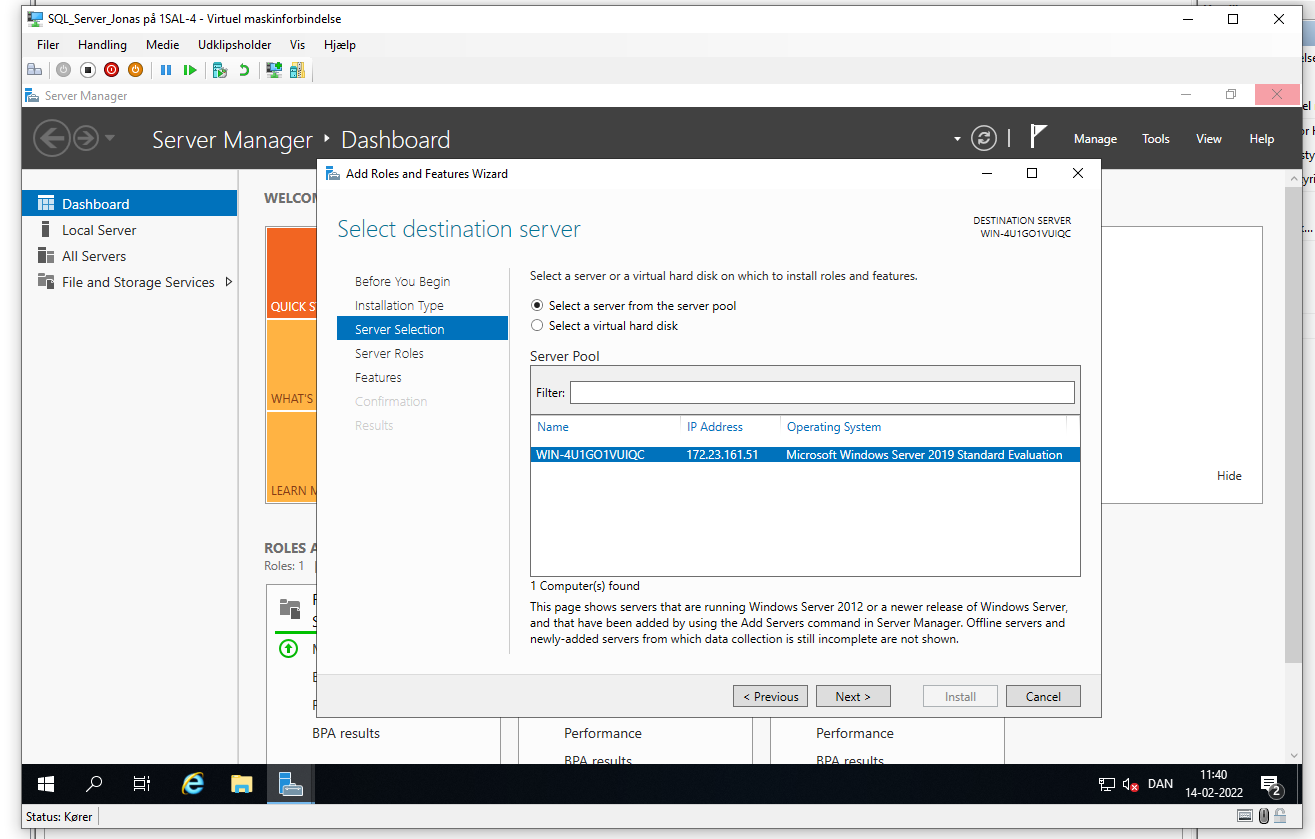 SQL_Server_Jonas på 1SAL-4 - Virtuel maskinforbindelse
Filer Handling Medie Udklipsholder Vis Hjælp
Server Manager
Server Manager Dashboard
Manage Tools View Help
Dashboard
Local Server
All Servers
File and Storage Services
WELCO
QUICK S
WHAT'S
LEARN M
Hide
ROLES A
Roles: 1
BPA results
Performance
BPA results
Performance
BPA results
Add Roles and Features Wizard
Select destination server
DESTINATION SERVER
WIN-4U1GO1VUIQC
Before You Begin
Installation Type
Server Selection
Server Roles
Features
Confirmation
Results
Select a server or a virtual hard disk on which to install roles and features.
Select a server from the server pool
Select a virtual hard disk
Server Pool
Filter:
Name IP Address Operating System
WIN-4U1GO1VUIQC 172.23.161.51 Microsoft Windows Server 2019 Standard Evaluation
1 Computer(s) found
This page shows servers that are running Windows Server 2012 or a newer release of Windows Server,
and that have been added by using the Add Servers command in Server Manager. Offline servers and
newly-added servers from which data collection is still incomplete are not shown.
< Previous Next > Install Cancel
DAN
11:40
14-02-2022
2
Status: Kører